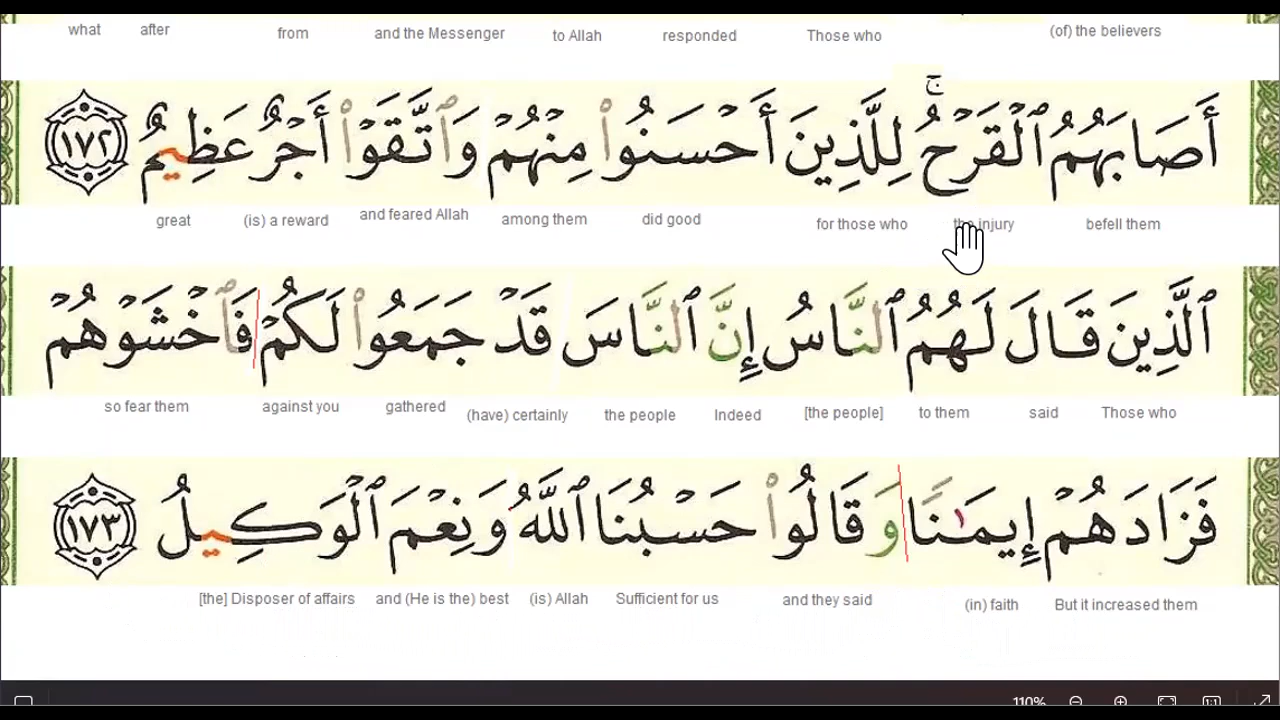 (of) the believers Those who responded to Allah and the Messenger from after what
أَصَابَهُمُ ٱلْقَرْحُ ۚ لِلَّذِينَ أَحْسَنُوا۟ مِنْهُمْ وَٱتَّقَوْا۟ أَجْرٌ عَظِيمٌ ١٧٢
befell them the injury for those who did good among them and feared Allah (is) a reward great
ٱلَّذِينَ قَالَ لَهُمُ ٱلنَّاسُ إِنَّ ٱلنَّاسَ قَدْ جَمَعُوا۟ لَكُمْ فَٱخْشَوْهُمْ
Those who said to them [the people] Indeed the people (have) certainly gathered against you so fear them
فَزَادَهُمْ إِيمَـٰنًا وَقَالُوا۟ حَسْبُنَا ٱللَّهُ وَنِعْمَ ٱلْوَكِيلُ ١٧٣
But it increased them (in) faith and they said Sufficient for us (is) Allah and (He is the) best [the] Disposer of affairs
110% 1:1